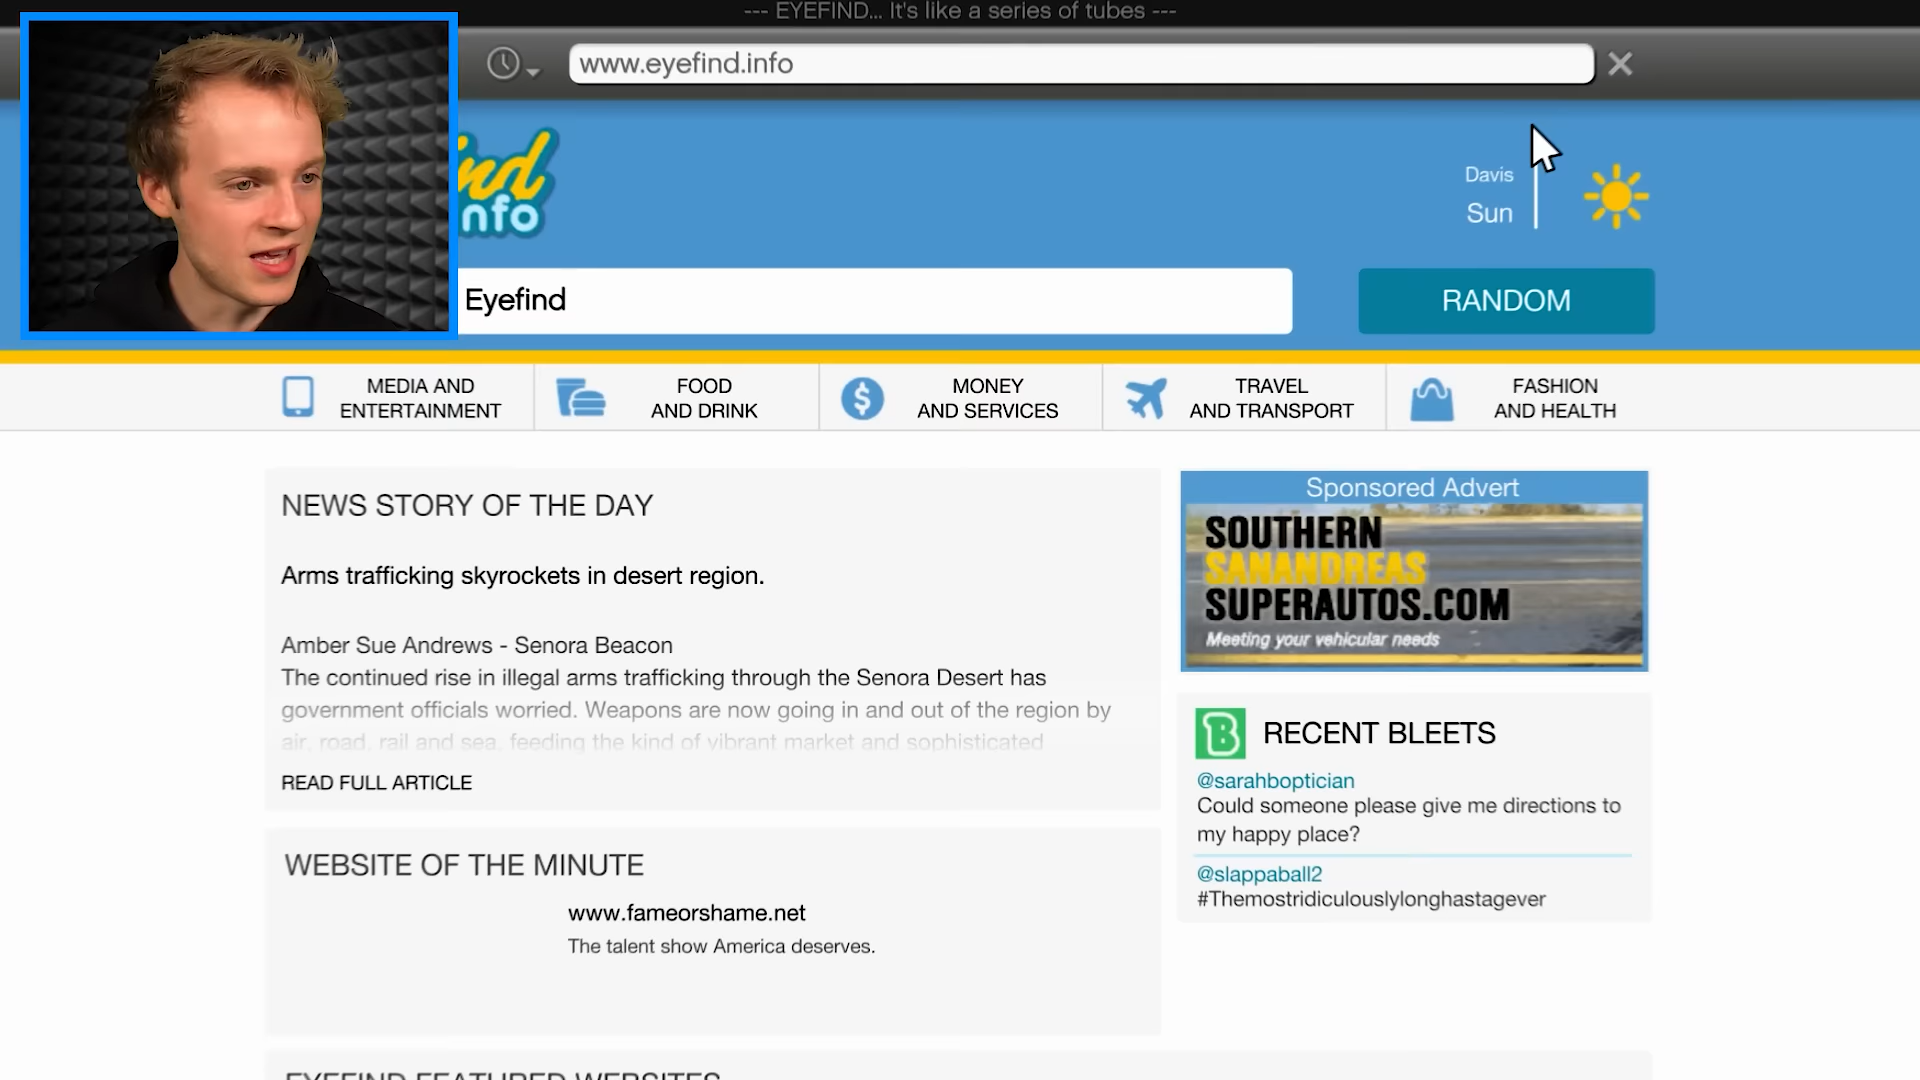 --- EYEFIND... It's like a series of tubes ---
www.eyefind.info
ind
info
Davis
Sun
Eyefind
RANDOM
MEDIA AND
ENTERTAINMENT
FOOD
AND DRINK
MONEY
AND SERVICES
TRAVEL
AND TRANSPORT
FASHION
AND HEALTH
NEWS STORY OF THE DAY
Arms trafficking skyrockets in desert region.
Amber Sue Andrews - Senora Beacon
The continued rise in illegal arms trafficking through the Senora Desert has
government officials worried. Weapons are now going in and out of the region by
air, road, rail and sea, feeding the kind of vibrant market and sophisticated
READ FULL ARTICLE
WEBSITE OF THE MINUTE
www.fameorshame.net
The talent show America deserves.
Sponsored Advert
SOUTHERN
SANANDREAS
SUPERAUTOS.COM
Meeting your vehicular needs
B RECENT BLEETS
@sarahboptician
Could someone please give me directions to
my happy place?
@slappaball2
#Themostridiculouslylonghastagever
EYEFIND FEATURED WEBSITES